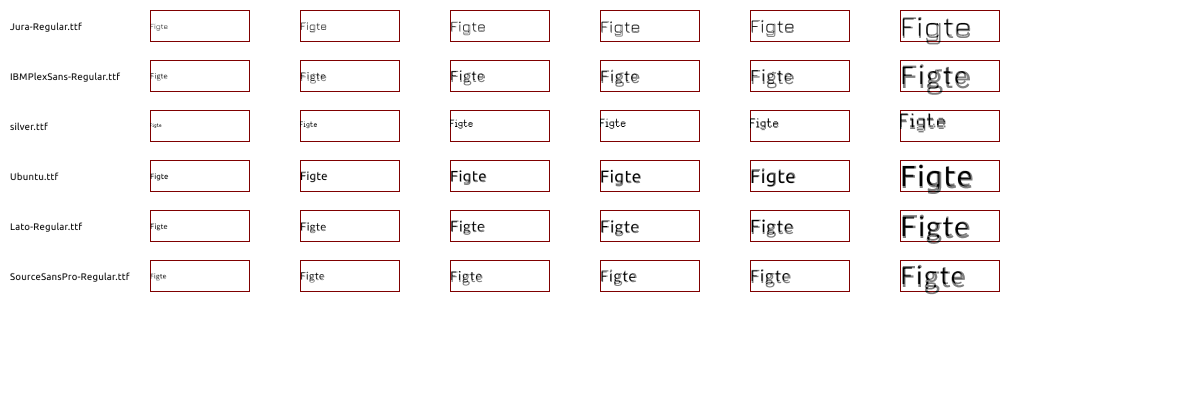 Jura-Regular.ttf Figte Figte Figte Figte Figte Figte
IBMPlexSans-Regular.ttf Figte Figte Figte Figte Figte Figte
silver.ttf Figte Figte Figte Figte Figte Figte
Ubuntu.ttf Figte Figte Figte Figte Figte Figte
Lato-Regular.ttf Figte Figte Figte Figte Figte Figte
SourceSansPro-Regular.ttf Figte Figte Figte Figte Figte Figte